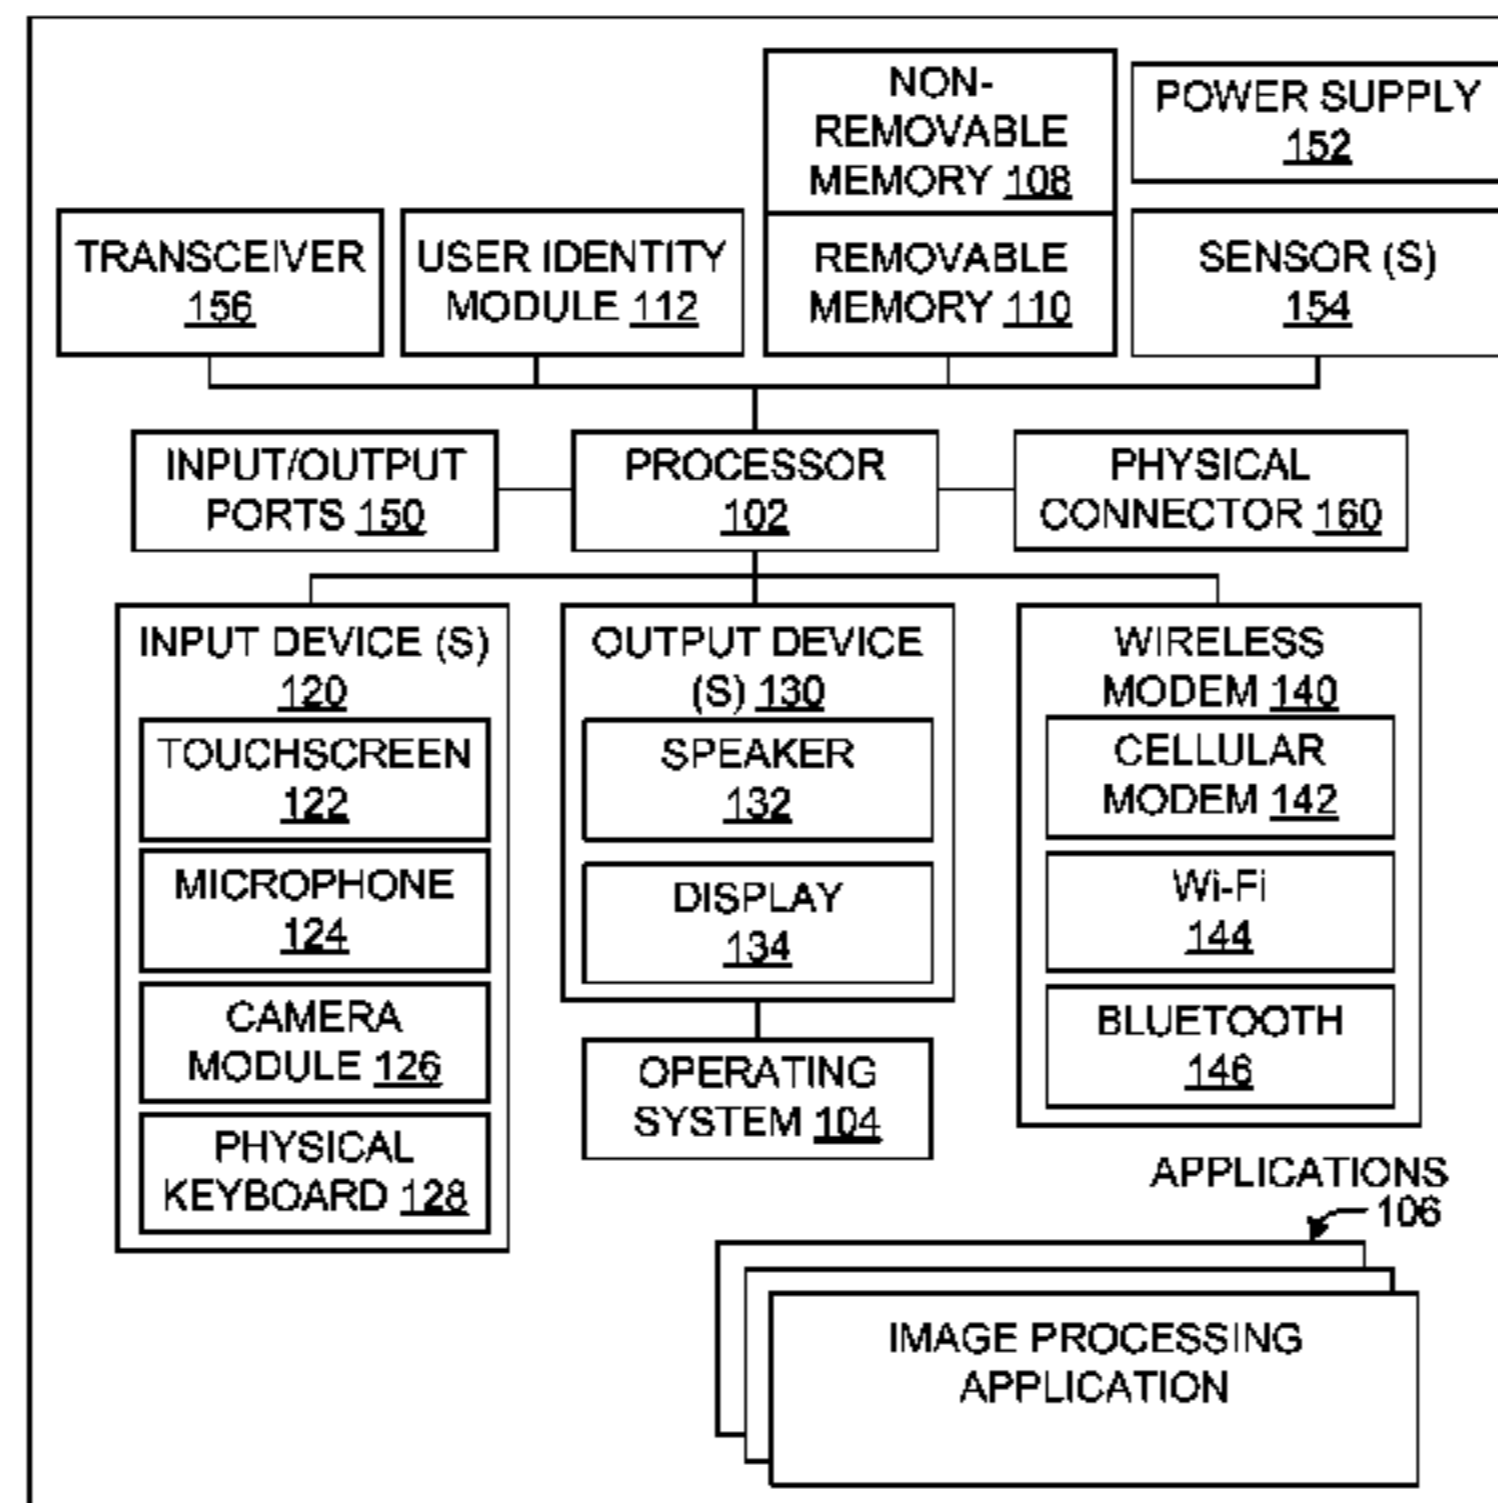 NON-
REMOVABLE
MEMORY 108
POWER SUPPLY
152
TRANSCEIVER
156
USER IDENTITY
MODULE 112
REMOVABLE
MEMORY 110
SENSOR (S)
154
INPUT/OUTPUT
PORTS 150
PROCESSOR
102
PHYSICAL
CONNECTOR 160
INPUT DEVICE (S)
120
TOUCHSCREEN
122
MICROPHONE
124
CAMERA
MODULE 126
PHYSICAL
KEYBOARD 128
OUTPUT DEVICE
(S) 130
SPEAKER
132
DISPLAY
134
OPERATING
SYSTEM 104
WIRELESS
MODEM 140
CELLULAR
MODEM 142
Wi-Fi
144
BLUETOOTH
146
APPLICATIONS
106
IMAGE PROCESSING
APPLICATION